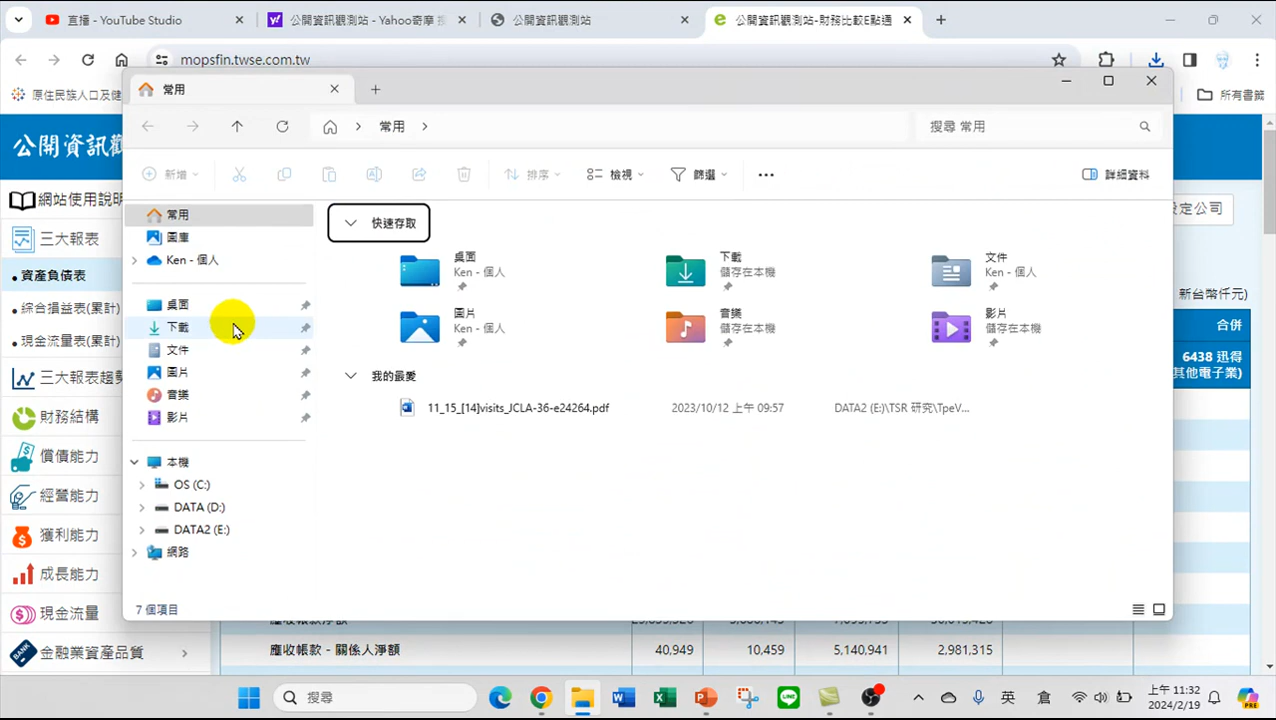 直播 - YouTube Studio
公開資訊觀測站 - Yahoo奇摩
公開資訊觀測站
公開資訊觀測站-財務比較E點通
mopsfin.twse.com.tw
原住民族人口及健
所有書籤
公開資訊觀
網站使用說明
三大報表
資產負債表
綜合損益表(累計)
現金流量表(累計)
三大報表趨勢
財務結構
償債能力
經營能力
獲利能力
成長能力
現金流量
金融業資產品質
常用
常用
搜尋 常用
新增
排序
檢視
篩選
詳細資料
常用
圖庫
Ken - 個人
桌面
下載
文件
圖片
音樂
影片
本機
OS (C:)
DATA (D:)
DATA2 (E:)
網路
快速存取
桌面
Ken - 個人
下載
儲存在本機
文件
Ken - 個人
圖片
Ken - 個人
音樂
儲存在本機
影片
儲存在本機
我的最愛
11_15_[14]visits_JCLA-36-e24264.pdf
2023/10/12 上午 09:57
DATA2 (E:)\TSR 研究\TpeV...
7 個項目
定公司
新台幣仟元)
合併
6438 迅得
其他電子業)
應收帳款 - 關係人淨額
40,949
10,459
5,140,941
2,981,315
搜尋
英
上午 11:32
2024/2/19
PRE